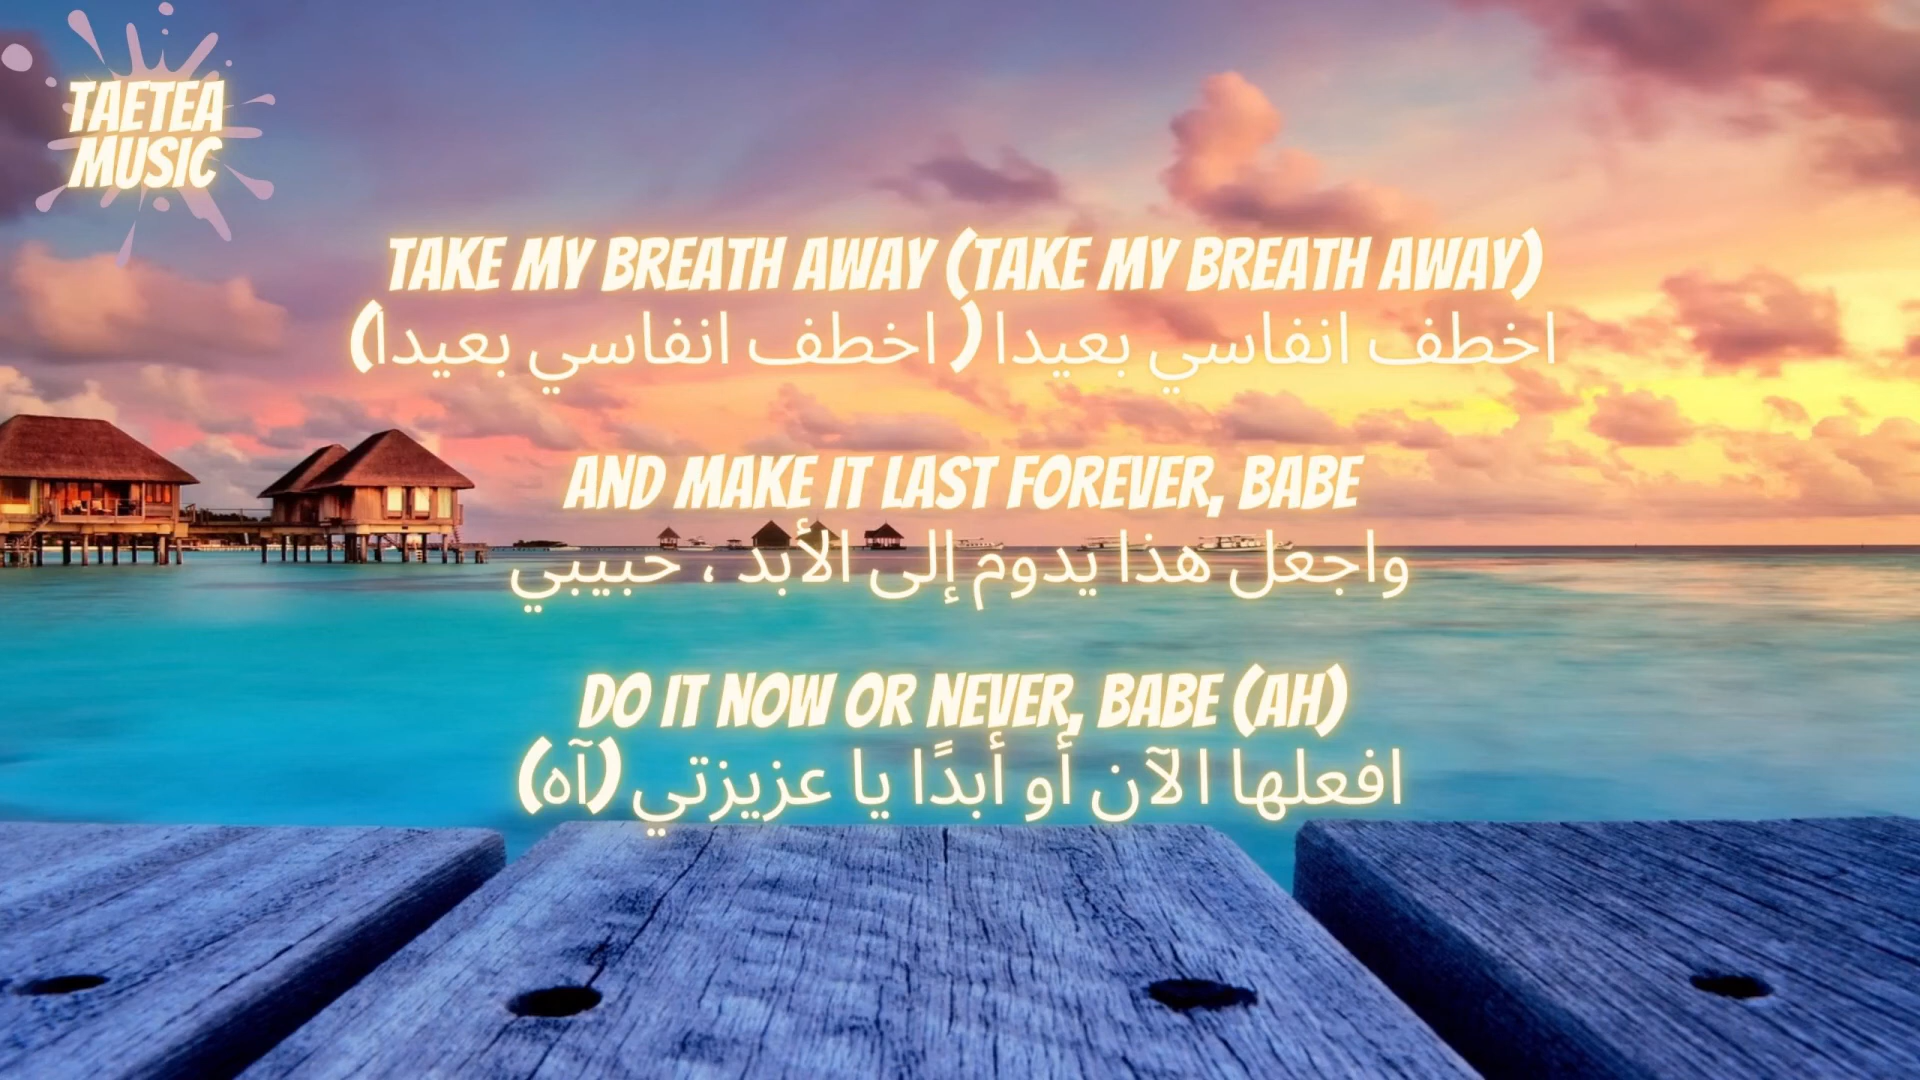 TAETEA
MUSIC
TAKE MY BREATH AWAY (TAKE MY BREATH AWAY)
اخطف انفاسي بعيدا ( اخطف انفاسي بعيدا)
AND MAKE IT LAST FOREVER, BABE
واجعل هذا يدوم إلى الأبد ، حبيبي
DO IT NOW OR NEVER, BABE (AH)
افعلها الآن أو أبدًا يا عزيزتي (آه)